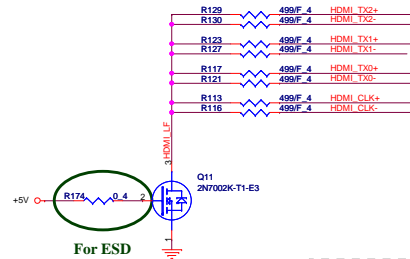 R129 499/F_4 HDMI_TX2+
R130 499/F_4 HDMI_TX2-
R123 499/F_4 HDMI_TX1+
R127 499/F_4 HDMI_TX1-
R117 499/F_4 HDMI_TX0+
R121 499/F_4 HDMI_TX0-
R113 499/F_4 HDMI_CLK+
R116 499/F_4 HDMI_CLK-
HDMI_LF
3
Q11
2N7002K-T1-E3
+5V R174 0_4 2
1
For ESD